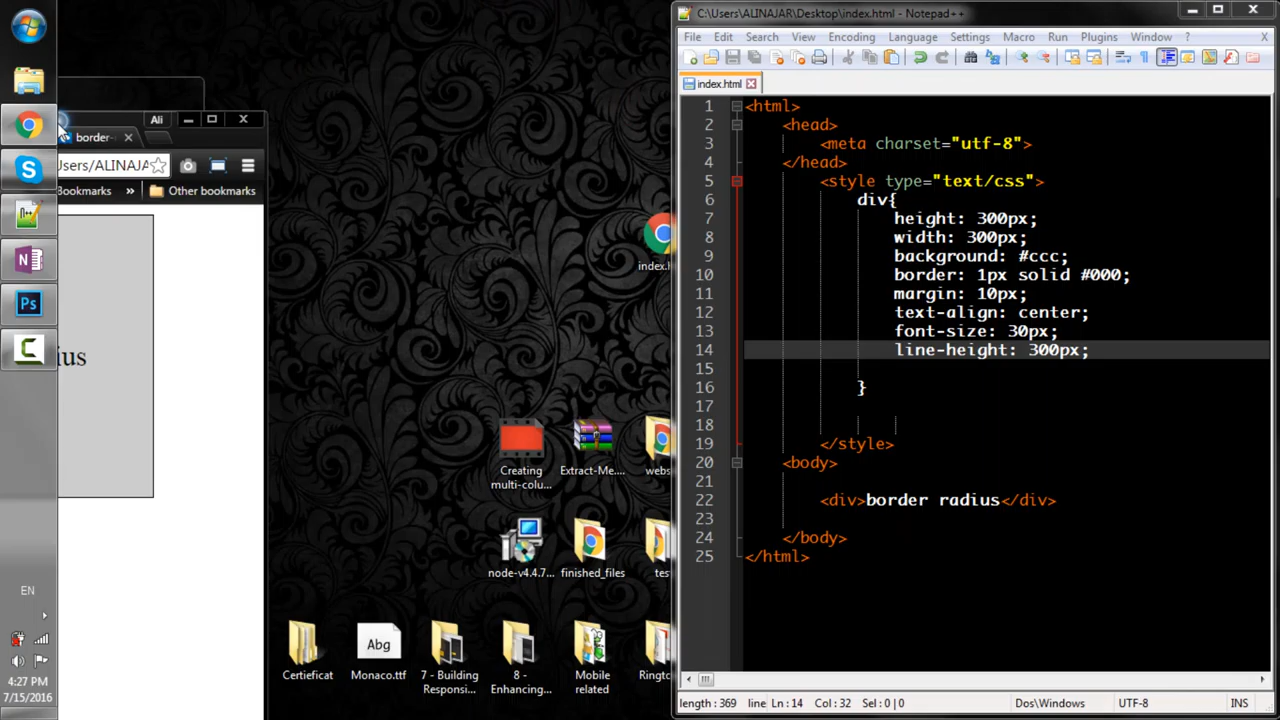 C:\Users\ALINAJAR\Desktop\index.html - Notepad++
File Edit Search View Encoding Language Settings Macro Run Plugins Window ? X
index.html
1 <html>
2 <head>
3 <meta charset="utf-8">
4 </head>
5 <style type="text/css">
6 div{
7 height: 300px;
8 width: 300px;
9 background: #ccc;
10 border: 1px solid #000;
11 margin: 10px;
12 text-align: center;
13 font-size: 30px;
14 line-height: 300px;
15
16 }
17
18
19 </style>
20 <body>
21
22 <div>border radius</div>
23
24 </body>
25 </html>
length : 369 line Ln : 14 Col : 32 Sel : 0 | 0 Dos\Windows UTF-8 INS
Ali
border-
Users/ALINAJA
Bookmarks » Other bookmarks
ius
index.h
Creating
multi-colu...
Extract-Me....
webs
node-v4.4.7...
finished_files
tes
Certieficat
Abg
Monaco.ttf
7 - Building
Responsi...
8 -
Enhancing...
Mobile
related
Ringto
Ps
EN
4:27 PM
7/15/2016